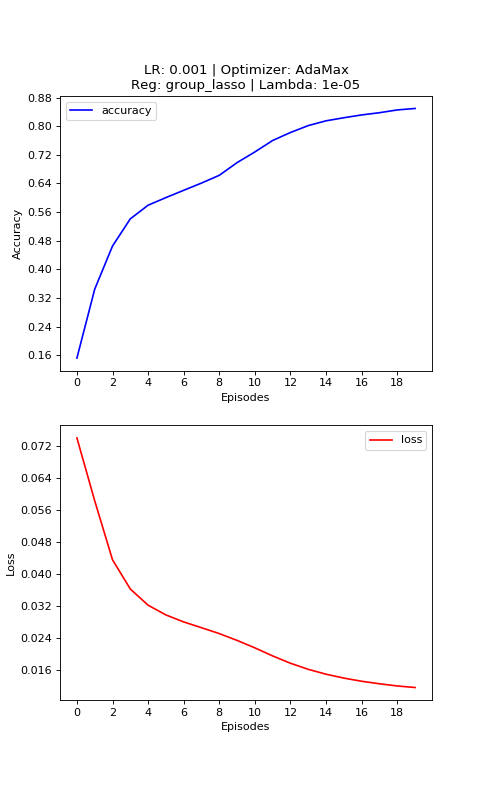 LR: 0.001 | Optimizer: AdaMax
Reg: group_lasso | Lambda: 1e-05
0.88
0.80
0.72
0.64
0.56
0.48
0.40
0.32
0.24
0.16
Accuracy
accuracy
0 2 4 6 8 10 12 14 16 18
Episodes
0.072
0.064
0.056
0.048
0.040
0.032
0.024
0.016
Loss
loss
0 2 4 6 8 10 12 14 16 18
Episodes